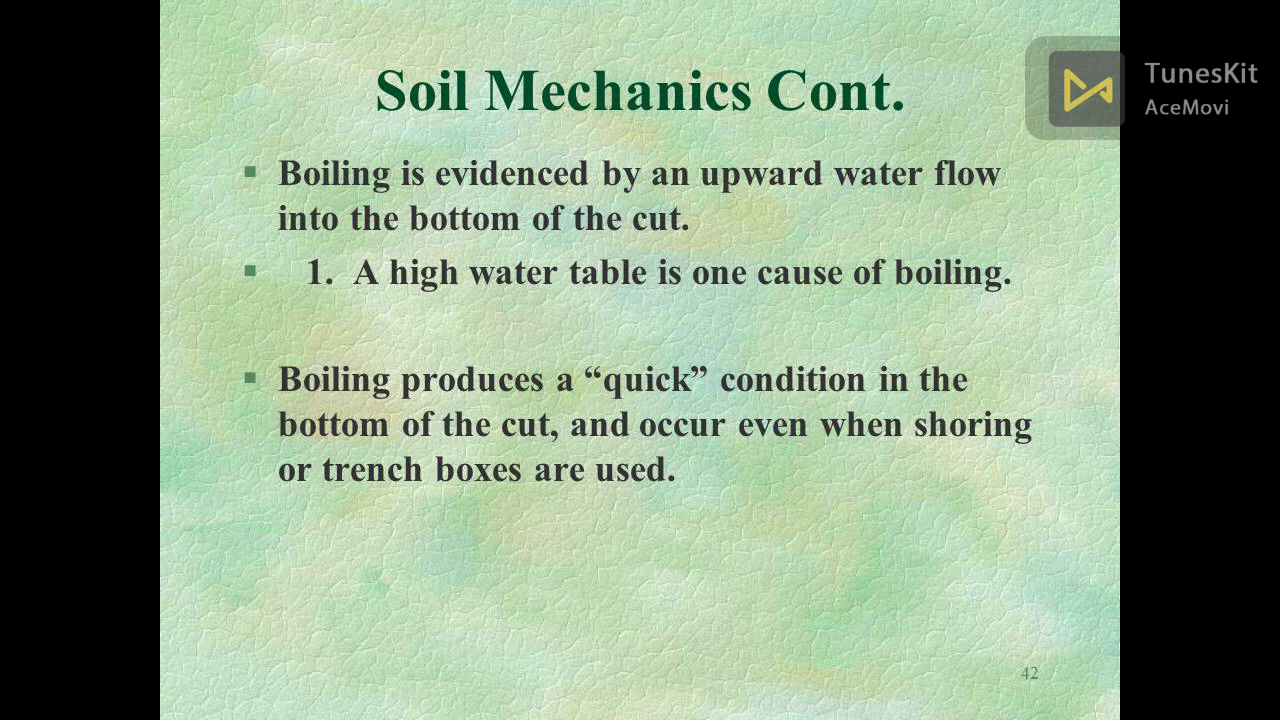 Soil Mechanics Cont.
TunesKit
AceMovi
Boiling is evidenced by an upward water flow
into the bottom of the cut.
1. A high water table is one cause of boiling.
Boiling produces a “quick” condition in the
bottom of the cut, and occur even when shoring
or trench boxes are used.
42